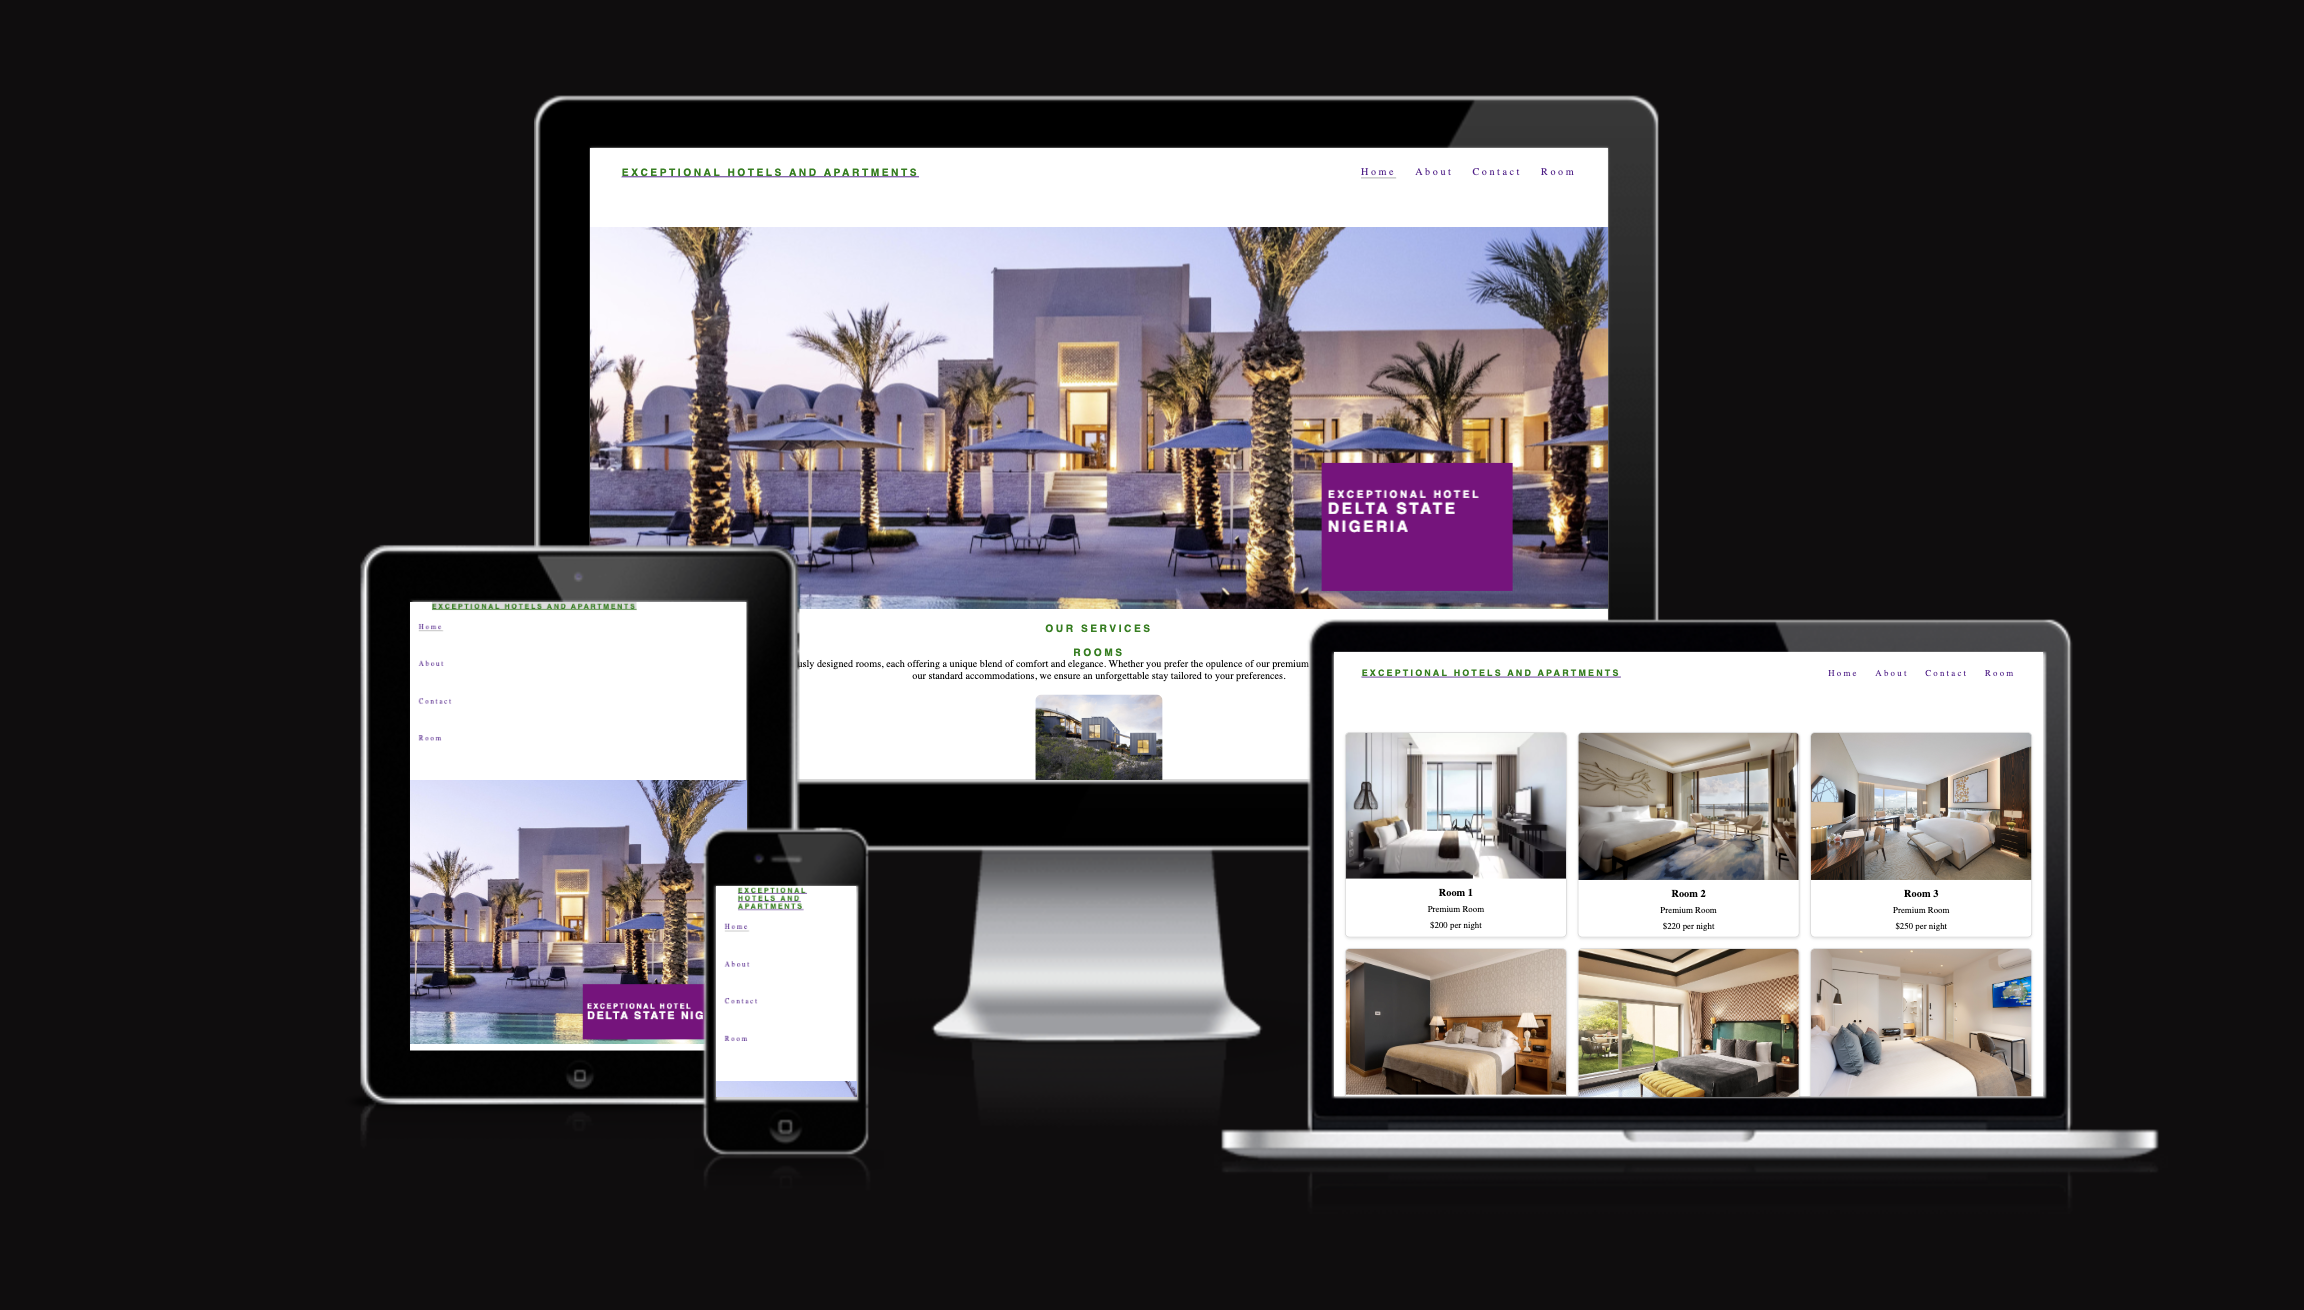 EXCEPTIONAL HOTELS AND APARTMENTS
Home About Contact Room
EXCEPTIONAL HOTEL
DELTA STATE
NIGERIA
OUR SERVICES
ROOMS
designed rooms, each offering a unique blend of comfort and elegance. Whether you prefer the opulence of our premium
our standard accommodations, we ensure an unforgettable stay tailored to your preferences.
EXCEPTIONAL HOTELS AND APARTMENTS
Home
About
Contact
Room
EXCEPTIONAL HOTEL
DELTA STATE NIG
EXCEPTIONAL
HOTELS AND
APARTMENTS
Home
About
Contact
Room
EXCEPTIONAL HOTELS AND APARTMENTS
Home About Contact Room
Room 1
Premium Room
$200 per night
Room 2
Premium Room
$220 per night
Room 3
Premium Room
$250 per night